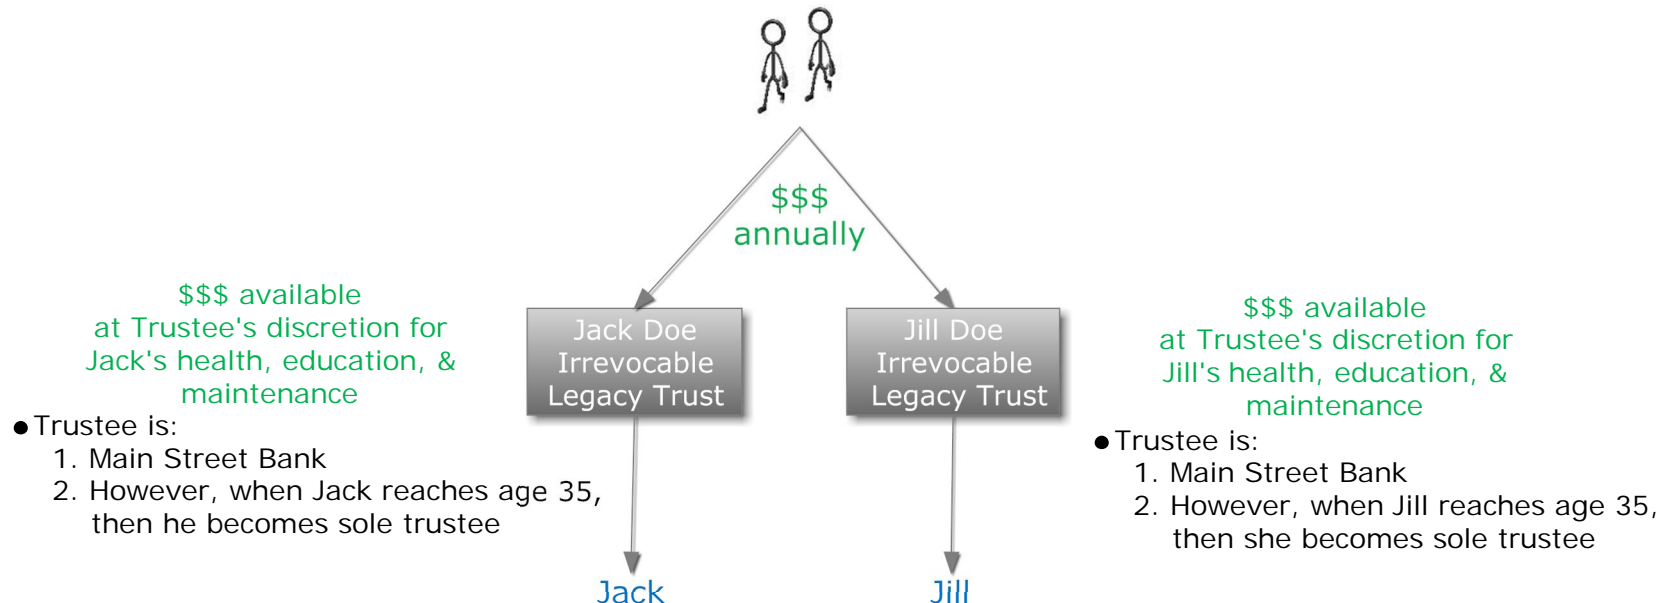 $$$
annually
$$$ available
at Trustee's discretion for
Jack's health, education, &
maintenance
● Trustee is:
1. Main Street Bank
2. However, when Jack reaches age 35,
then he becomes sole trustee
Jack Doe
Irrevocable
Legacy Trust
Jill Doe
Irrevocable
Legacy Trust
$$$ available
at Trustee's discretion for
Jill's health, education, &
maintenance
● Trustee is:
1. Main Street Bank
2. However, when Jill reaches age 35,
then she becomes sole trustee
Jack
Jill